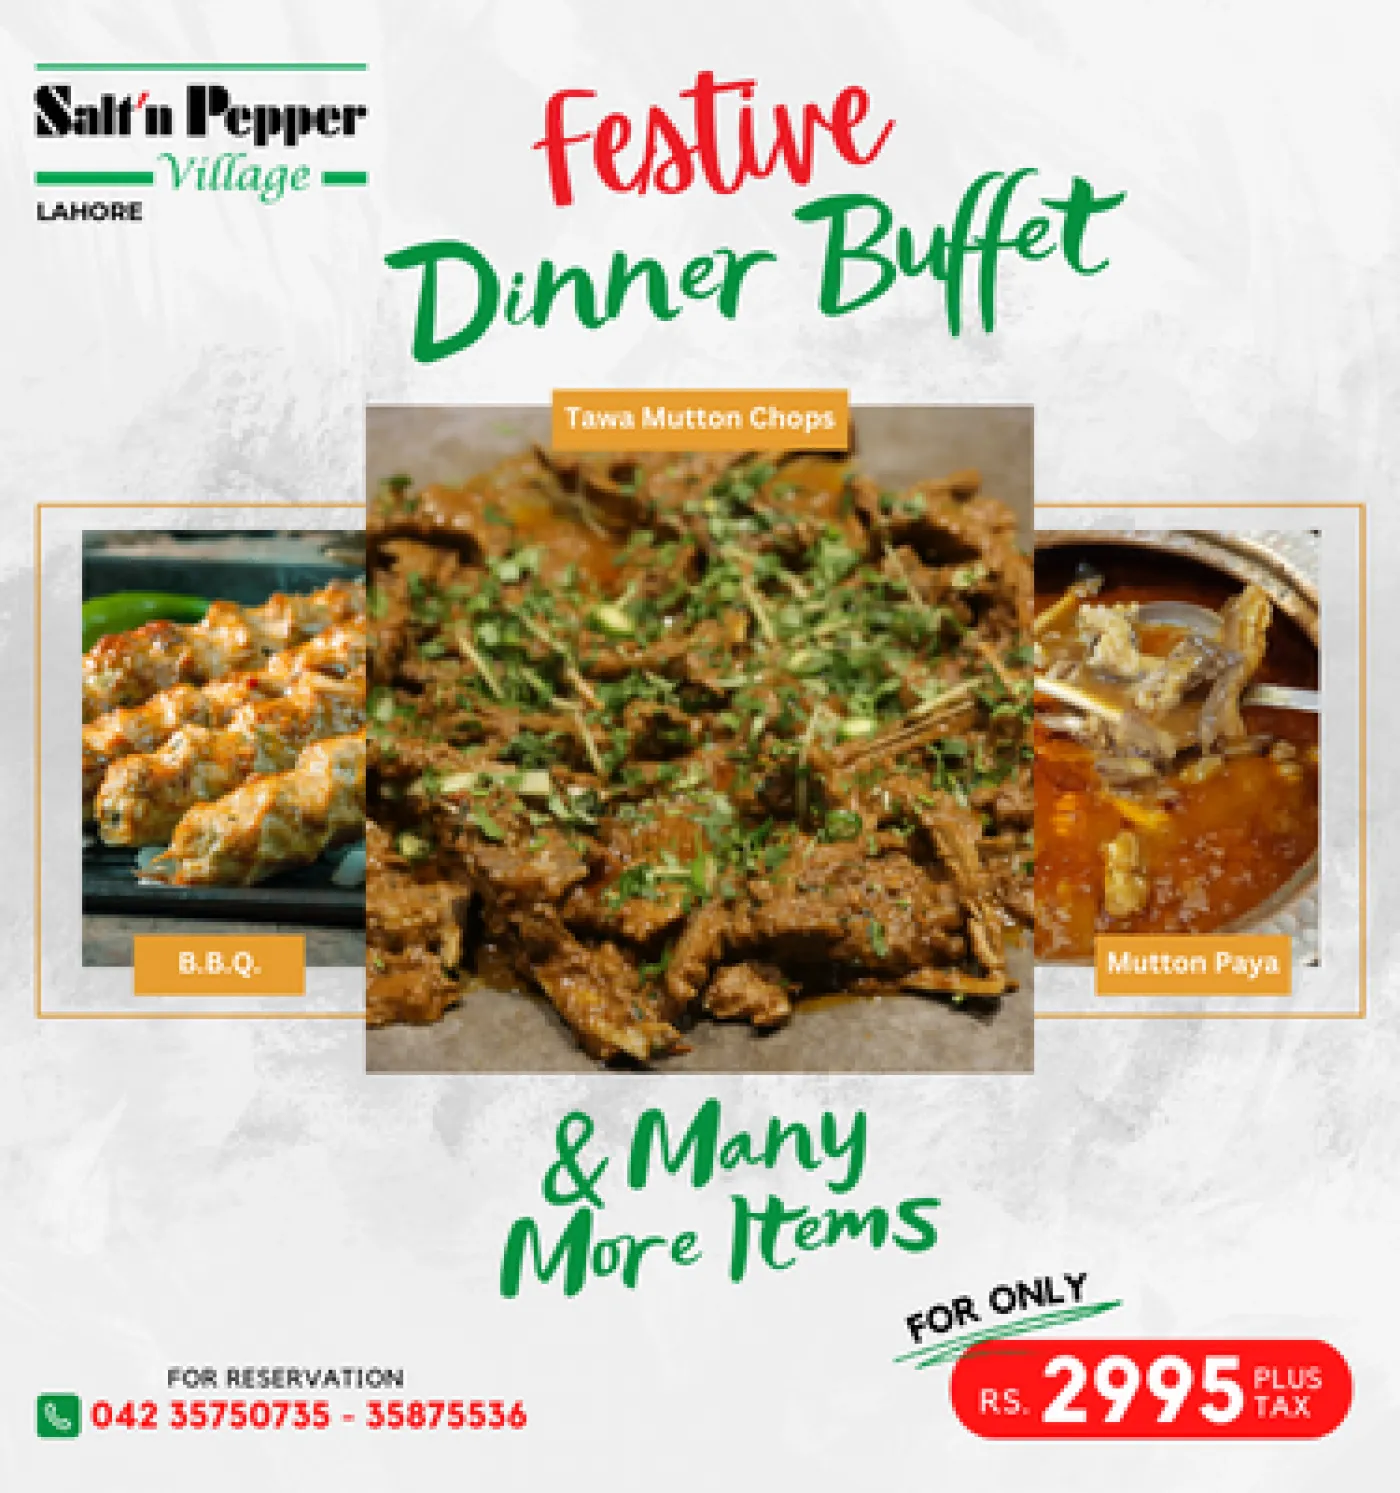 Salt'n Pepper
Village
LAHORE
Festive
Dinner Buffet
Tawa Mutton Chops
B.B.Q.
Mutton Paya
& Many
More Items
FOR ONLY
RS. 2995 PLUS TAX
FOR RESERVATION
042 35750735 - 35875536